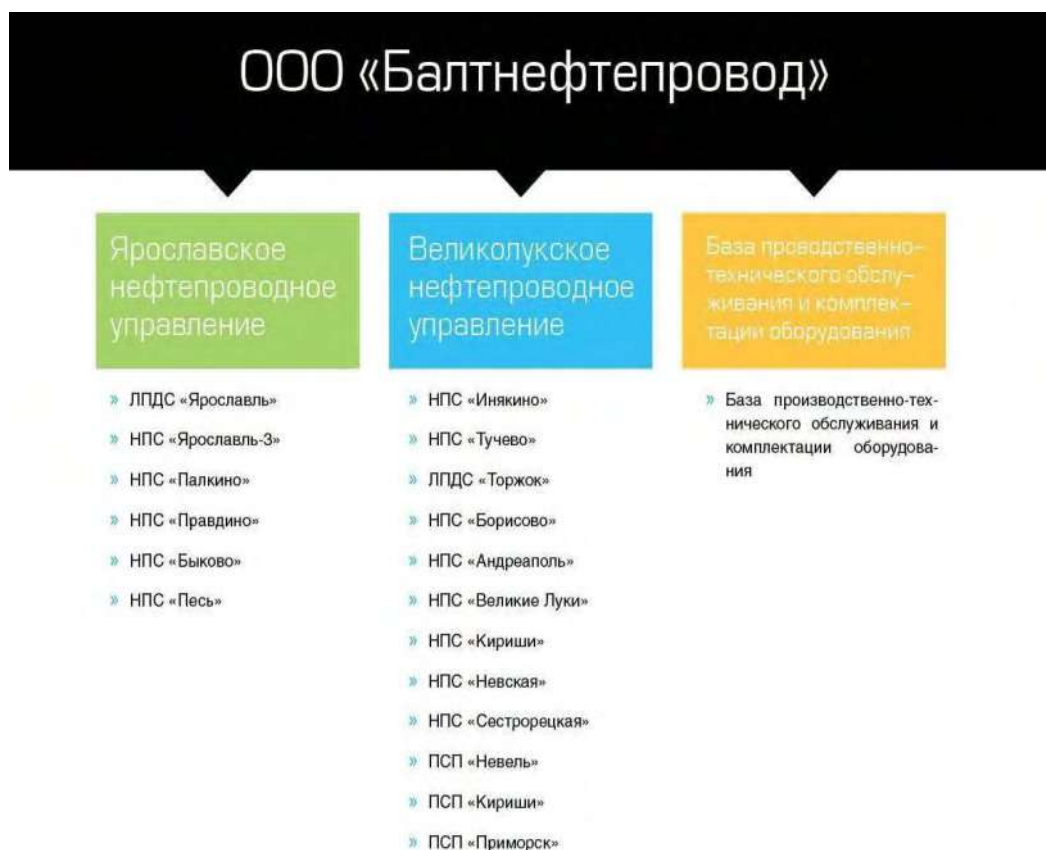 ООО «Балтнефтепровод»
Ярославское
нефтепроводное
управление
ЛПДС «Ярославль»
НПС «Ярославль-3»
НПС «Палкино»
НПС «Правдино»
НПС «Быково»
НПС «Песь»
Великолукское
нефтепроводное
управление
НПС «Инякино»
НПС «Тучево»
ЛПДС «Торжок»
НПС «Борисово»
НПС «Андреаполь»
НПС «Великие Луки»
НПС «Кириши»
НПС «Невская»
НПС «Сестрорецкая»
ПСП «Невель»
ПСП «Кириши»
ПСП «Приморск»
База проводственно-
технического обслу-
живания и комплек-
тации оборудования
База производственно-тех-
нического обслуживания и
комплектации оборудова-
ния